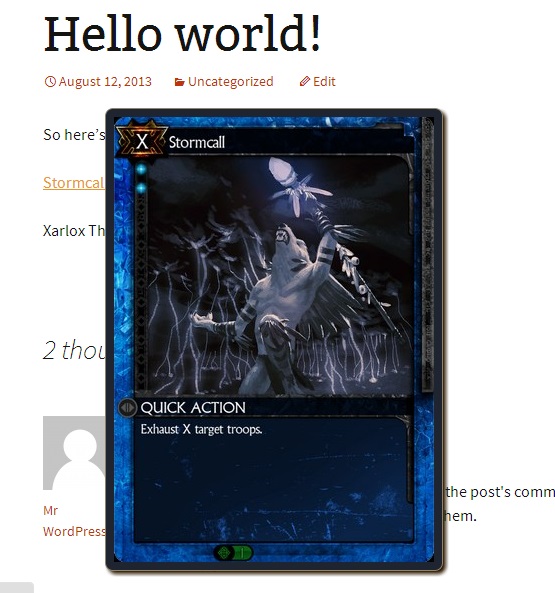 Hello world!
August 12, 2013 Uncategorized Edit
So here's
Stormcal
Xarlox Th
X Stormcall
QUICK ACTION
Exhaust X target troops.
2 thou
the post's comm
Mr
hem.
WordPress